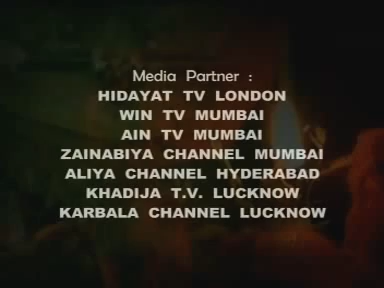 Media Partner :
HIDAYAT TV LONDON
WIN TV MUMBAI
AIN TV MUMBAI
ZAINABIYA CHANNEL MUMBAI
ALIYA CHANNEL HYDERABAD
KHADIJA T.V. LUCKNOW
KARBALA CHANNEL LUCKNOW